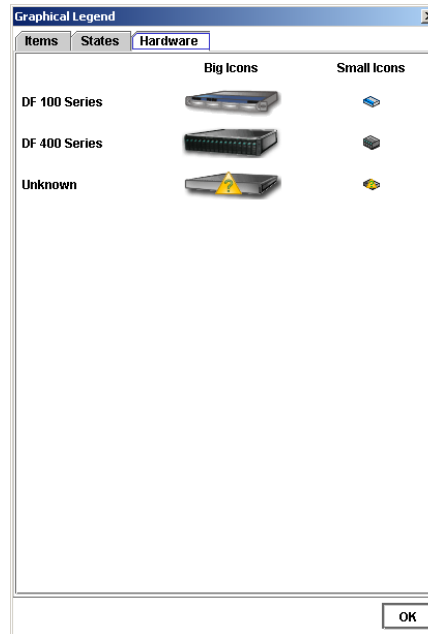 Graphical Legend
Items States Hardware
Big Icons Small Icons
DF 100 Series
DF 400 Series
Unknown
?
OK